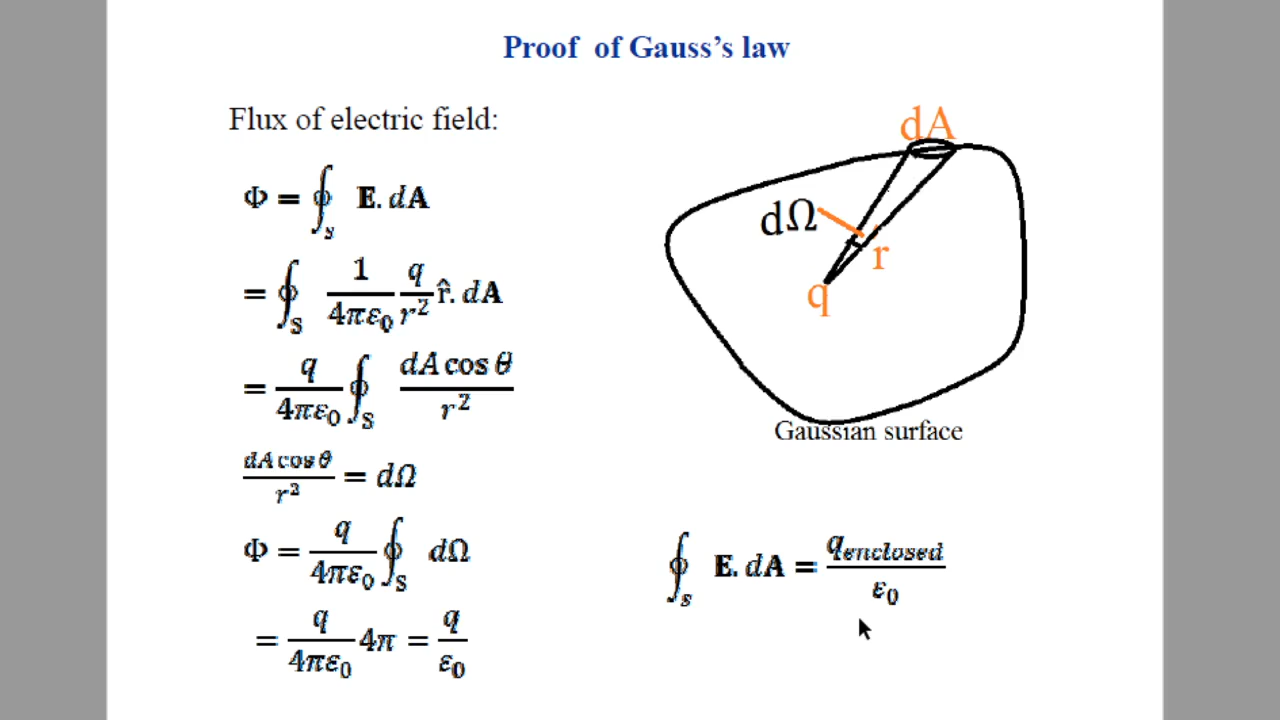 Proof of Gauss's law
Flux of electric field:
Φ = ∮s E. dA
= ∮S 1/4πε0 q/r² r̂. dA
= q/4πε0 ∮S dA cos θ/r²
dA cos θ/r² = dΩ
Φ = q/4πε0 ∮S dΩ
= q/4πε0 4π = q/ε0
dA
dΩ
r
q
Gaussian surface
∮s E. dA = qenclosed/ε0